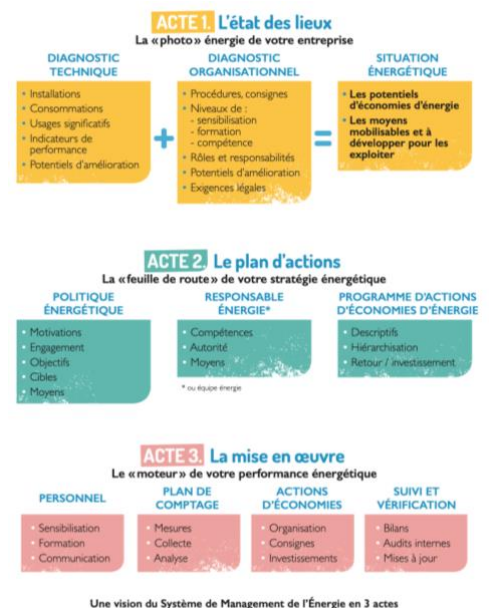 ACTE 1. L'état des lieux
La « photo » énergie de votre entreprise
DIAGNOSTIC
TECHNIQUE
• Installations
• Consommations
• Usages significatifs
• Indicateurs de
performance
• Potentiels d'amélioration
+
DIAGNOSTIC
ORGANISATIONNEL
• Procédures, consignes
• Niveaux de :
- sensibilisation
- formation
- compétence
• Rôles et responsabilités
• Potentiels d'amélioration
• Exigences légales
=
SITUATION
ÉNERGÉTIQUE
• Les potentiels
d'économies d'énergie
• Les moyens
mobilisables et à
développer pour les
exploiter
ACTE 2. Le plan d'actions
La « feuille de route » de votre stratégie énergétique
POLITIQUE
ÉNERGÉTIQUE
• Motivations
• Engagement
• Objectifs
• Cibles
• Moyens
RESPONSABLE
ÉNERGIE*
• Compétences
• Autorité
• Moyens
* ou équipe énergie
PROGRAMME D'ACTIONS
D'ÉCONOMIES D'ÉNERGIE
• Descriptifs
• Hiérarchisation
• Retour / investissement
ACTE 3. La mise en œuvre
Le « moteur » de votre performance énergétique
PERSONNEL
• Sensibilisation
• Formation
• Communication
PLAN DE
COMPTAGE
• Mesures
• Collecte
• Analyse
ACTIONS
D'ÉCONOMIES
• Organisation
• Consignes
• Investissements
SUIVI ET
VÉRIFICATION
• Bilans
• Audits internes
• Mises à jour
Une vision du Système de Management de l'Énergie en 3 actes